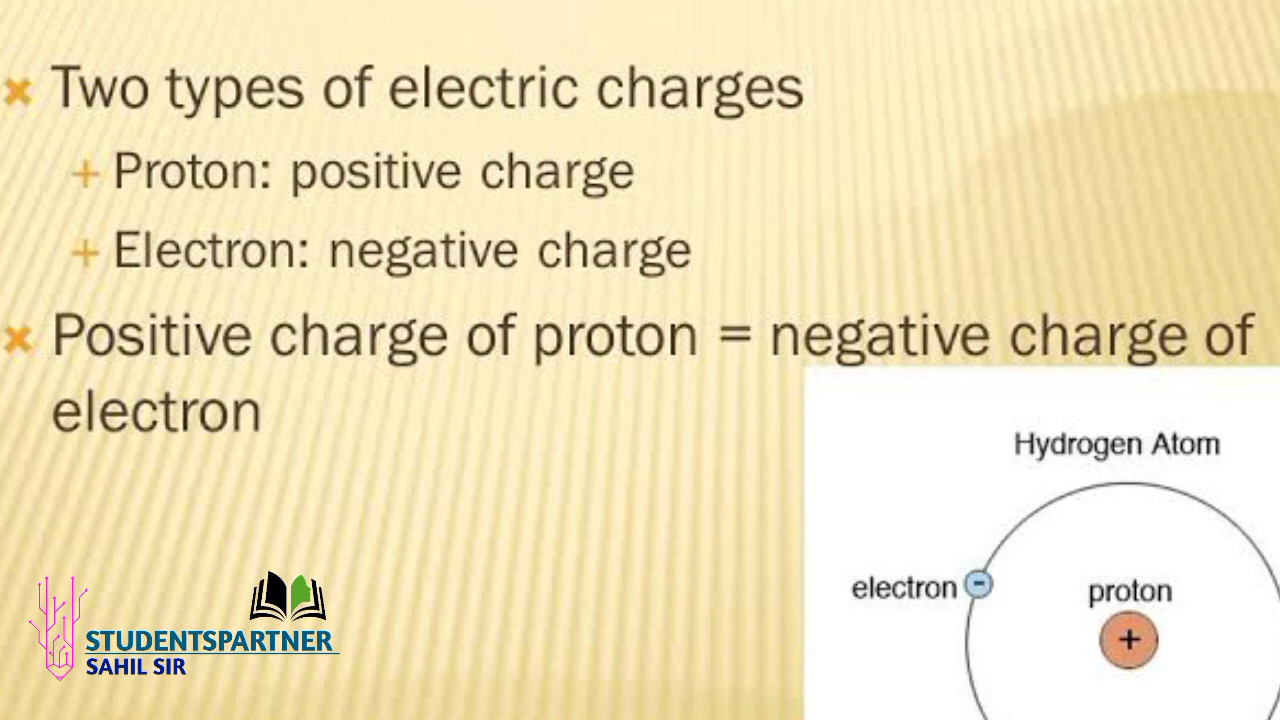 Two types of electric charges
+ Proton: positive charge
+ Electron: negative charge
Positive charge of proton = negative charge of
electron
Hydrogen Atom
electron
-
proton
+
STUDENTSPARTNER
SAHIL SIR